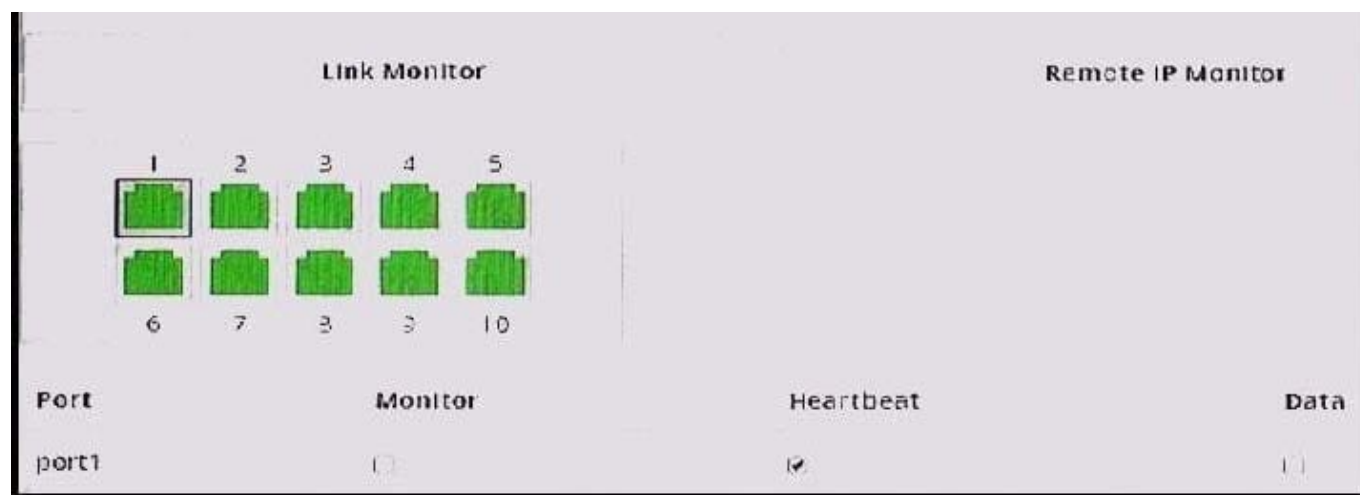 Link Monitor Remote IP Monitor
1 2 3 4 5
6 7 8 9 10
Port Monitor Heartbeat Data
port1